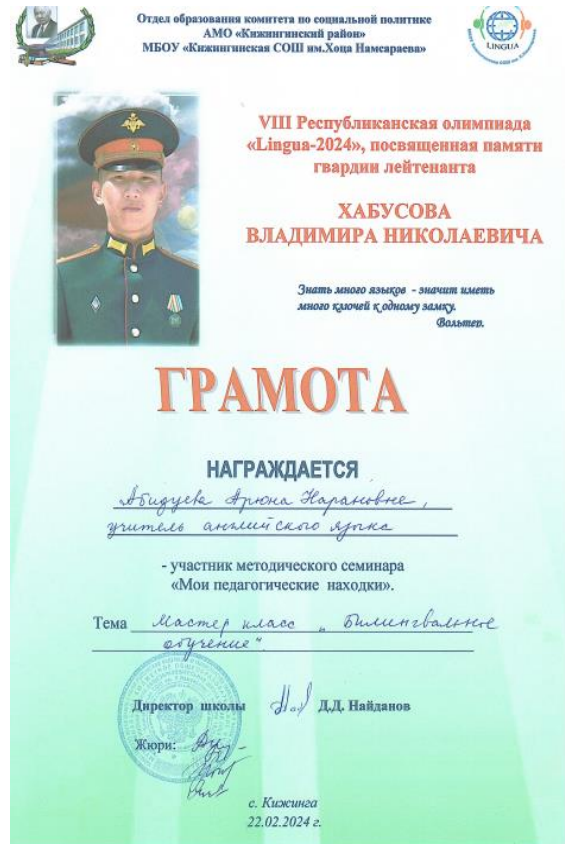 Отдел образования комитета по социальной политике
АМО «Кижингинский район»
МБОУ «Кижингинская СОШ им.Хоца Намсараева»
LINGUA
VIII Республиканская олимпиада
«Lingua-2024», посвященная памяти
гвардии лейтенанта
ХАБУСОВА
ВЛАДИМИРА НИКОЛАЕВИЧА
Знать много языков - значит иметь
много ключей к одному замку.
Вольтер.
ГРАМОТА
НАГРАЖДАЕТСЯ
Абидуева Арюна Нарановне,
учитель английского языка
- участник методического семинара
«Мои педагогические находки».
Тема Мастер класс „Билингвальное
обучение"
Директор школы Д.Д. Найданов
Жюри:
с. Кижинга
22.02.2024 г.